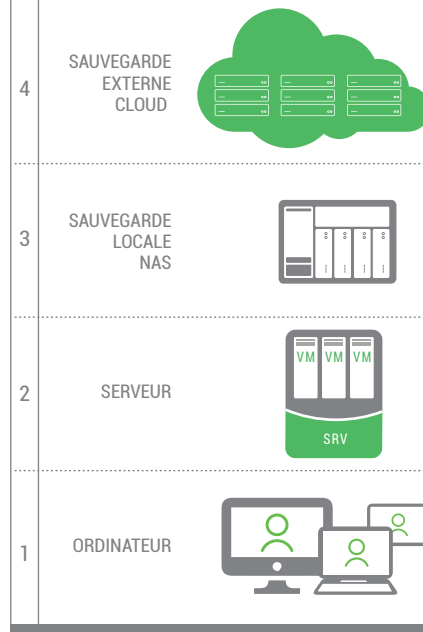 4
SAUVEGARDE
EXTERNE
CLOUD
3
SAUVEGARDE
LOCALE
NAS
2
SERVEUR
VM VM VM
SRV
1
ORDINATEUR